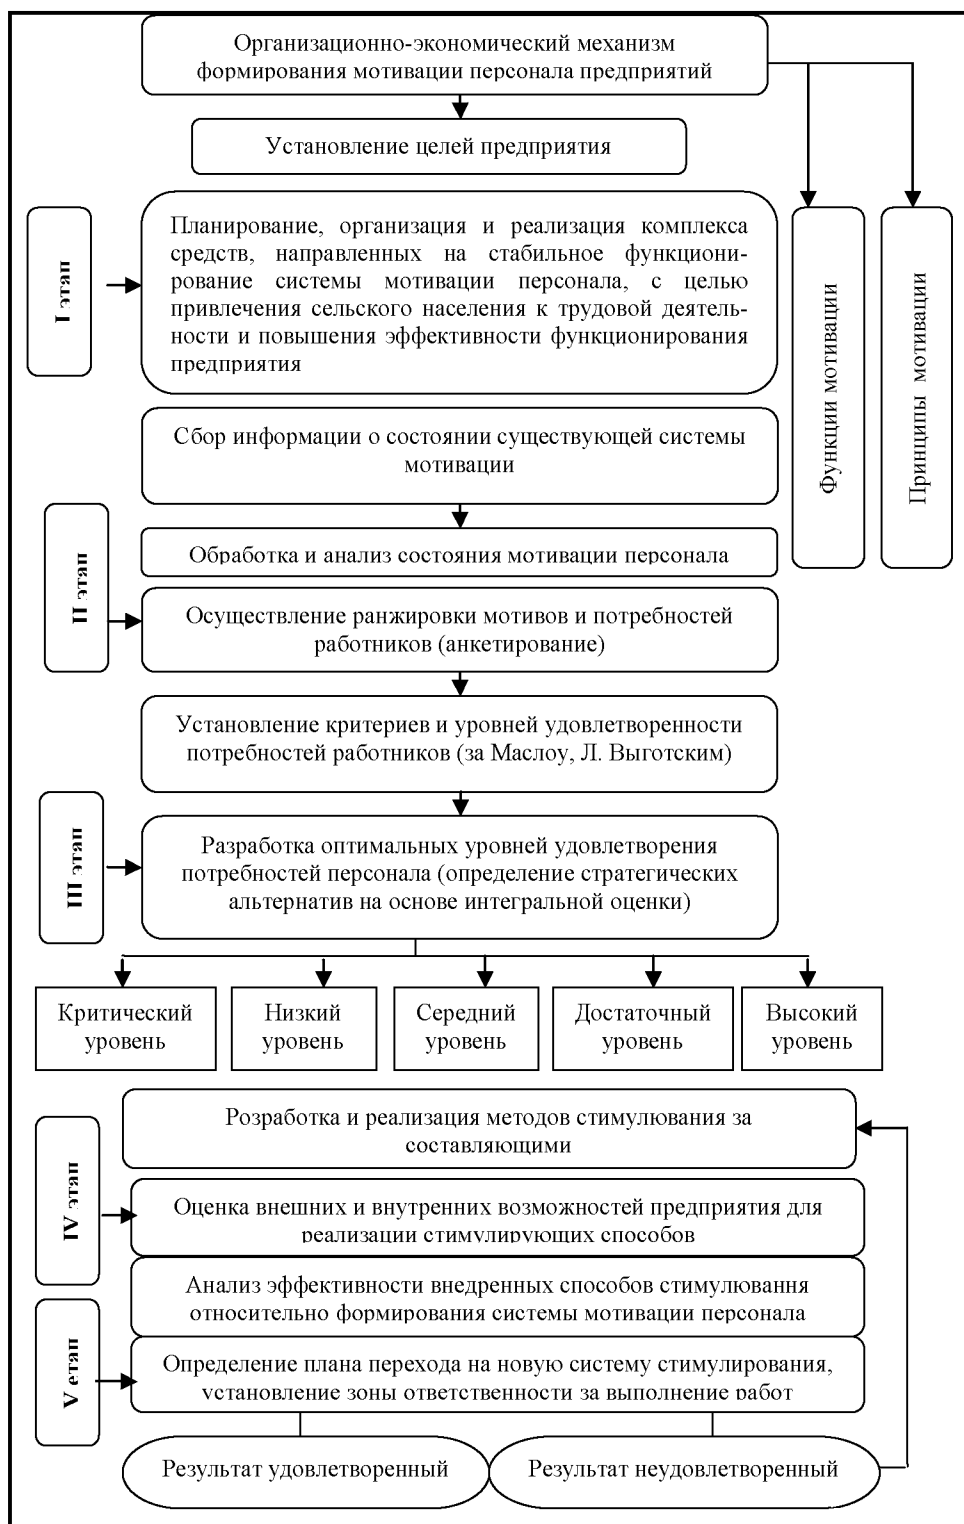 Организационно-экономический механизм
формирования мотивации персонала предприятий
Установление целей предприятия
I этап
Планирование, организация и реализация комплекса
средств, направленных на стабильное функциони-
рование системы мотивации персонала, с целью
привлечения сельского населения к трудовой деятель-
ности и повышения эффективности функционирования
предприятия
Функции мотивации
Принципы мотивации
Сбор информации о состоянии существующей системы
мотивации
II этап
Обработка и анализ состояния мотивации персонала
Осуществление ранжировки мотивов и потребностей
работников (анкетирование)
Установление критериев и уровней удовлетворенности
потребностей работников (за Маслоу, Л. Выготским)
III этап
Разработка оптимальных уровней удовлетворения
потребностей персонала (определение стратегических
альтернатив на основе интегральной оценки)
Критический
уровень
Низкий
уровень
Середний
уровень
Достаточный
уровень
Высокий
уровень
IV этап
Розработка и реализация методов стимулювания за
составляющими
Оценка внешних и внутренних возможностей предприятия для
реализации стимулирующих способов
Анализ эффективности внедренных способов стимулювання
относительно формирования системы мотивации персонала
V етап
Определение плана перехода на новую систему стимулирования,
установление зоны ответственности за выполнение работ
Результат удовлетворенный
Результат неудовлетворенный